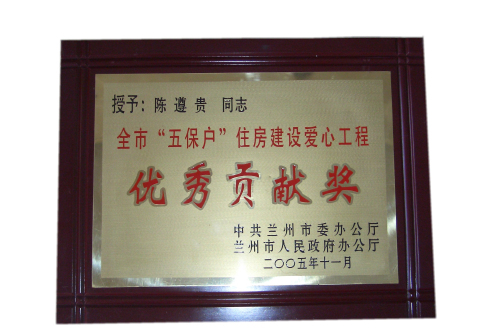 授予：陈遵贵 同志
全市“五保户”住房建设爱心工程
优秀贡献奖
中共兰州市委办公厅
兰州市人民政府办公厅
二〇〇五年十一月